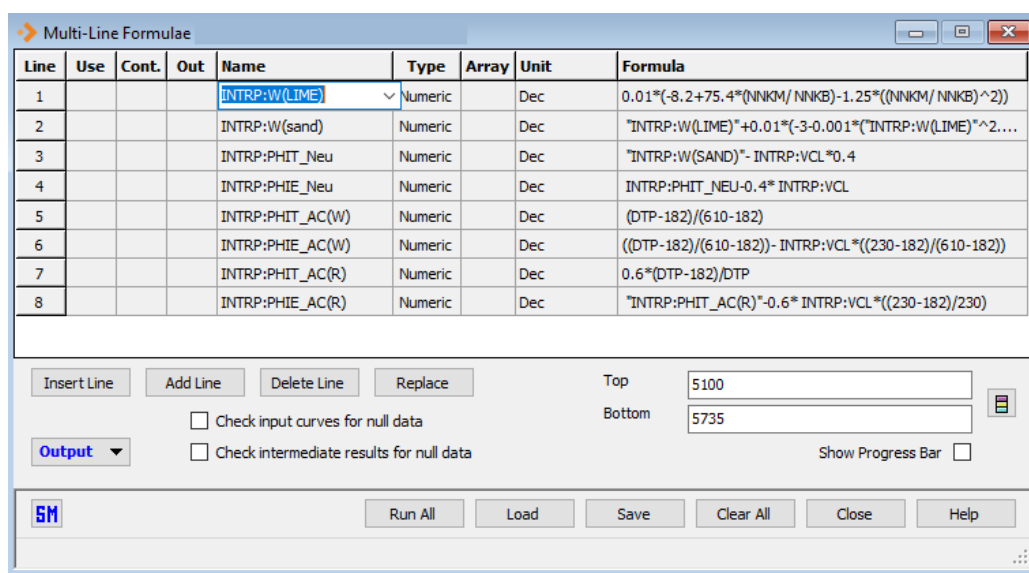 Multi-Line Formulae
Line Use Cont. Out Name Type Array Unit Formula
1 INTRP:W(LIME) Numeric Dec 0.01*(-8.2+75.4*(NNKM/ NNKB)-1.25*((NNKM/ NNKB)^2))
2 INTRP:W(sand) Numeric Dec "INTRP:W(LIME)"+0.01*(-3-0.001*("INTRP:W(LIME)"^2....
3 INTRP:PHIT_Neu Numeric Dec "INTRP:W(SAND)"- INTRP:VCL*0.4
4 INTRP:PHIE_Neu Numeric Dec INTRP:PHIT_NEU-0.4* INTRP:VCL
5 INTRP:PHIT_AC(W) Numeric Dec (DTP-182)/(610-182)
6 INTRP:PHIE_AC(W) Numeric Dec ((DTP-182)/(610-182))- INTRP:VCL*((230-182)/(610-182))
7 INTRP:PHIT_AC(R) Numeric Dec 0.6*(DTP-182)/DTP
8 INTRP:PHIE_AC(R) Numeric Dec "INTRP:PHIT_AC(R)"-0.6* INTRP:VCL*((230-182)/230)
Insert Line Add Line Delete Line Replace Top 5100
Check input curves for null data Bottom 5735
Output Check intermediate results for null data Show Progress Bar
SM Run All Load Save Clear All Close Help